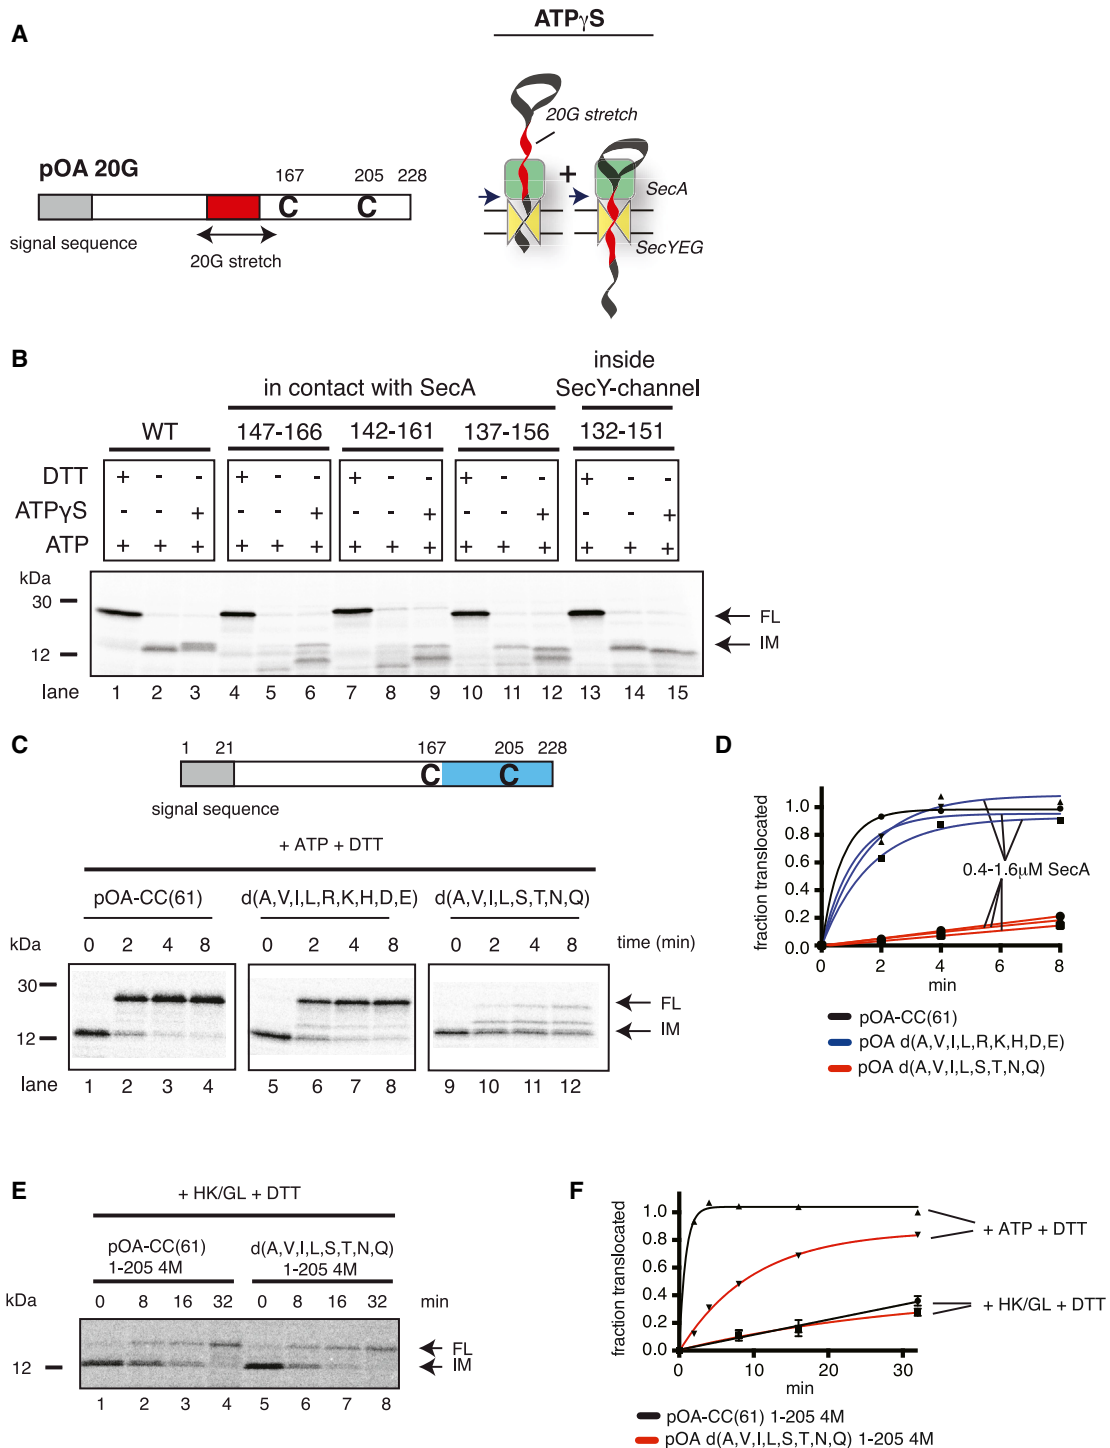 A
ATPγS
20G stretch
pOA 20G
167
205
228
C
C
+
SecA
SecYEG
signal sequence
20G stretch
B
inside
in contact with SecA
SecY-channel
WT
147-166
142-161
137-156
132-151
DTT
+ - - + - - + - - + - - + - -
ATPγS
- - + - - + - - + - - + - - +
ATP
+ + + + + + + + + + + + + + +
kDa
30
12
FL
IM
lane 1 2 3 4 5 6 7 8 9 10 11 12 13 14 15
C
1 21 167 205 228
C
C
signal sequence
+ ATP + DTT
pOA-CC(61)
d(A,V,I,L,R,K,H,D,E)
d(A,V,I,L,S,T,N,Q)
0 2 4 8 0 2 4 8 0 2 4 8 time (min)
kDa
30
12
FL
IM
lane 1 2 3 4 5 6 7 8 9 10 11 12
D
fraction translocated
1.0
0.8
0.6
0.4
0.2
0.0
0 2 4 6 8
min
0.4-1.6μM SecA
pOA-CC(61)
pOA d(A,V,I,L,R,K,H,D,E)
pOA d(A,V,I,L,S,T,N,Q)
E
+ HK/GL + DTT
pOA-CC(61)
1-205 4M
d(A,V,I,L,S,T,N,Q)
1-205 4M
kDa 0 8 16 32 0 8 16 32 min
12
FL
IM
1 2 3 4 5 6 7 8
F
fraction translocated
1.0
0.8
0.6
0.4
0.2
0.0
0 10 20 30
min
+ ATP + DTT
+ HK/GL + DTT
pOA-CC(61) 1-205 4M
pOA d(A,V,I,L,S,T,N,Q) 1-205 4M